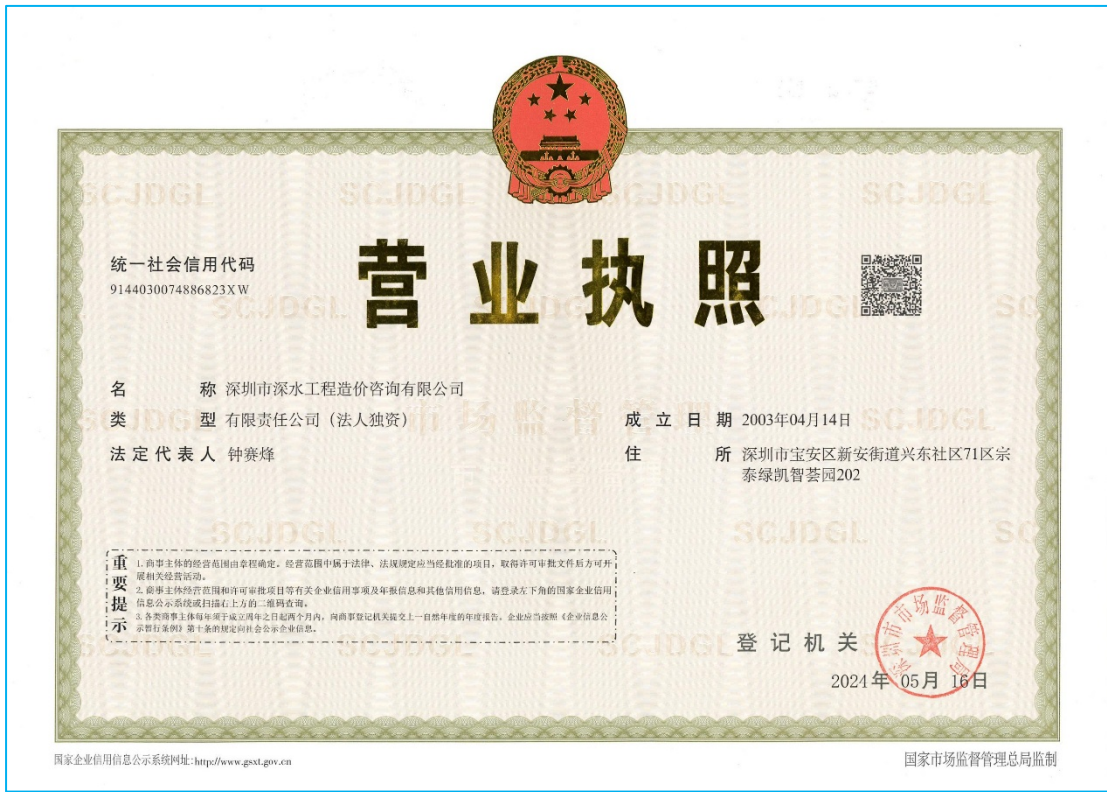 统一社会信用代码
9144030074886823XW
营业执照
名称 深圳市深水工程造价咨询有限公司
类型 有限责任公司（法人独资）
法定代表人 钟赛烽
成立日期 2003年04月14日
住所 深圳市宝安区新安街道兴东社区71区宗
泰绿凯智荟园202
重要提示
1.商事主体的经营范围由章程确定。经营范围中属于法律、法规规定应当经批准的项目，取得许可审批文件后方可开
展相关经营活动。
2.商事主体经营范围和许可审批项目等有关企业信用事项及年报信息和其他信用信息，请登录左下角的国家企业信用
信息公示系统或扫描右上方的二维码查询。
3.各类商事主体每年须于成立周年之日起两个月内，向商事登记机关提交上一自然年度的年度报告。企业应当按照《企业信息公
示暂行条例》第十条的规定向社会公示企业信息。
登记机关
深圳市市场监督管理局
2024年 05月 16日
国家企业信用信息公示系统网址:http://www.gsxt.gov.cn
国家市场监督管理总局监制
SCJDGL